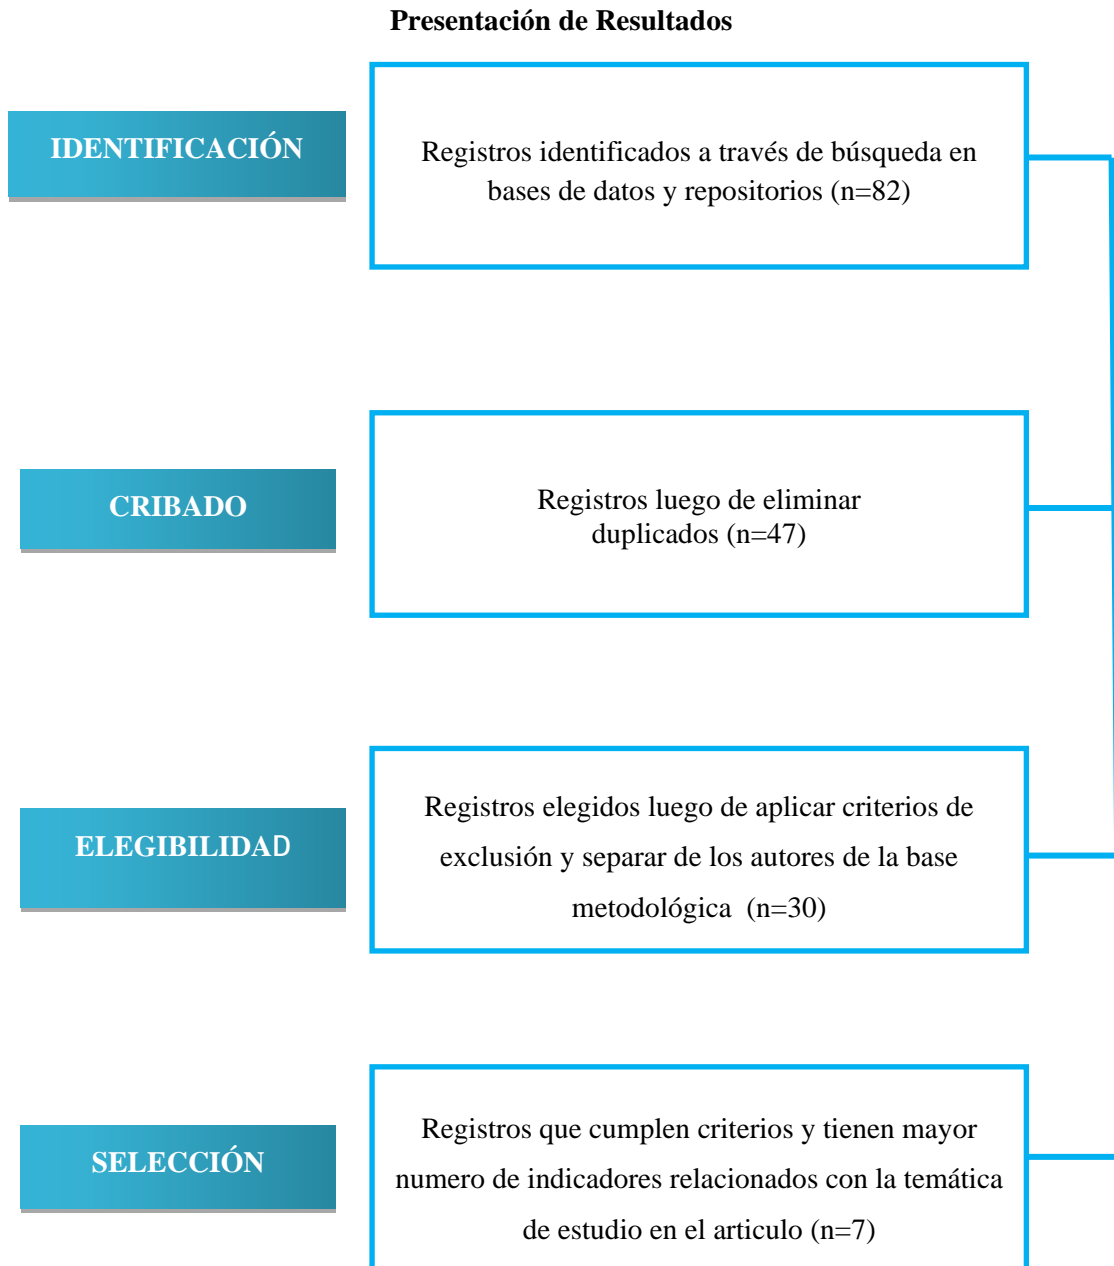 Presentación de Resultados
IDENTIFICACIÓN
Registros identificados a través de búsqueda en
bases de datos y repositorios (n=82)
CRIBADO
Registros luego de eliminar
duplicados (n=47)
ELEGIBILIDAD
Registros elegidos luego de aplicar criterios de
exclusión y separar de los autores de la base
metodológica (n=30)
SELECCIÓN
Registros que cumplen criterios y tienen mayor
numero de indicadores relacionados con la temática
de estudio en el articulo (n=7)